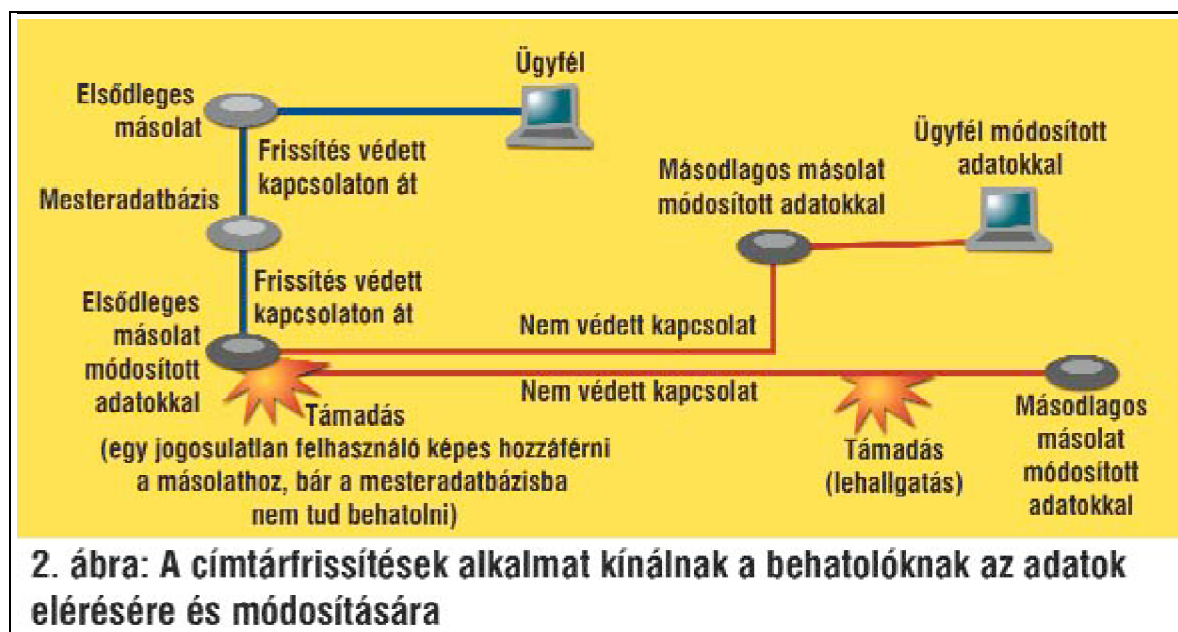 Ügyfél
Elsődleges
másolat
Frissítés védett
kapcsolaton át
Mesteradatbázis
Frissítés védett
kapcsolaton át
Elsődleges
másolat
módosított
adatokkal
Támadás
(egy jogosulatlan felhasználó képes hozzáférni
a másolathoz, bár a mesteradatbázisba
nem tud behatolni)
Nem védett kapcsolat
Nem védett kapcsolat
Másodlagos másolat
módosított adatokkal
Ügyfél módosított
adatokkal
Támadás
(lehallgatás)
Másodlagos
másolat
módosított
adatokkal
2. ábra: A címtárfrissítések alkalmat kínálnak a behatolóknak az adatok
elérésére és módosítására